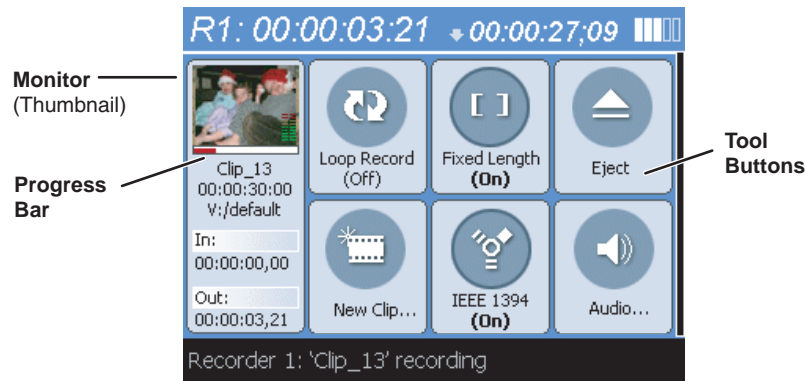 R1: 00:00:03:21 00:00:27;09
Monitor
(Thumbnail)
Progress
Bar
Clip_13
00:00:30:00
V:/default
In:
00:00:00,00
Out:
00:00:03,21
Loop Record
(Off)
Fixed Length
(On)
Eject
New Clip...
IEEE 1394
(On)
Audio...
Tool
Buttons
Recorder 1: 'Clip_13' recording